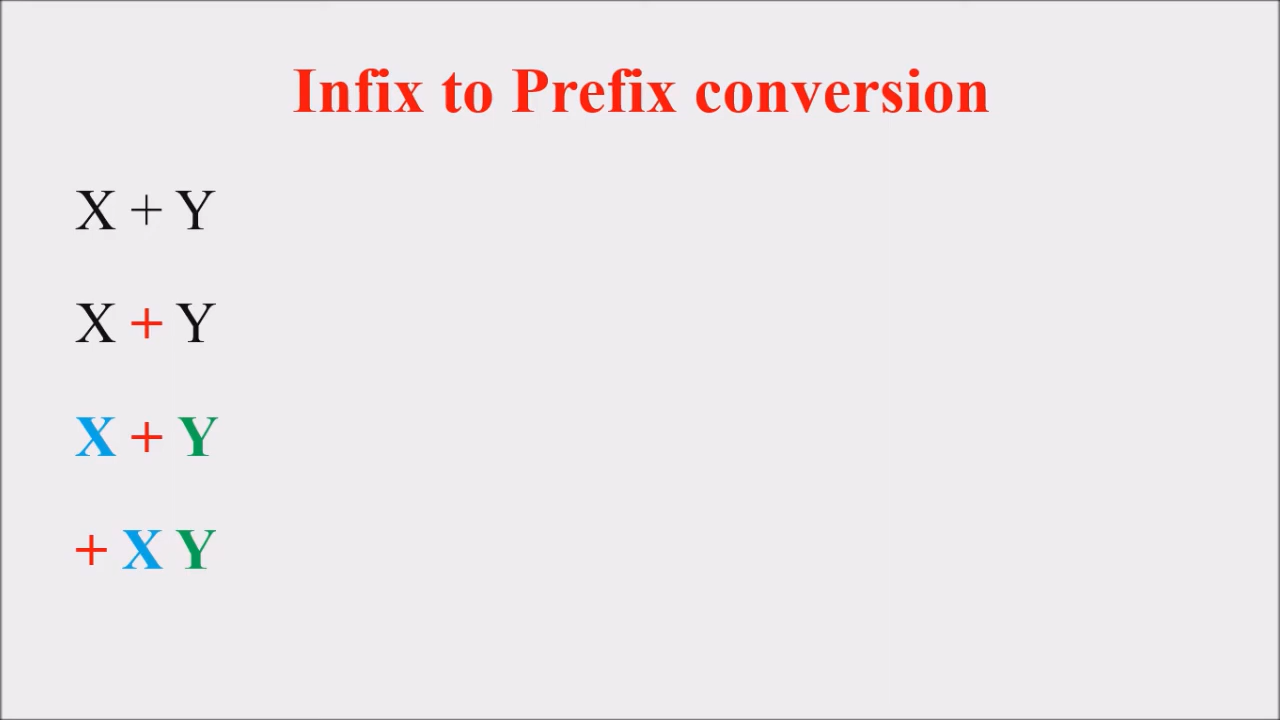 Infix to Prefix conversion
X + Y
X + Y
X + Y
+ X Y